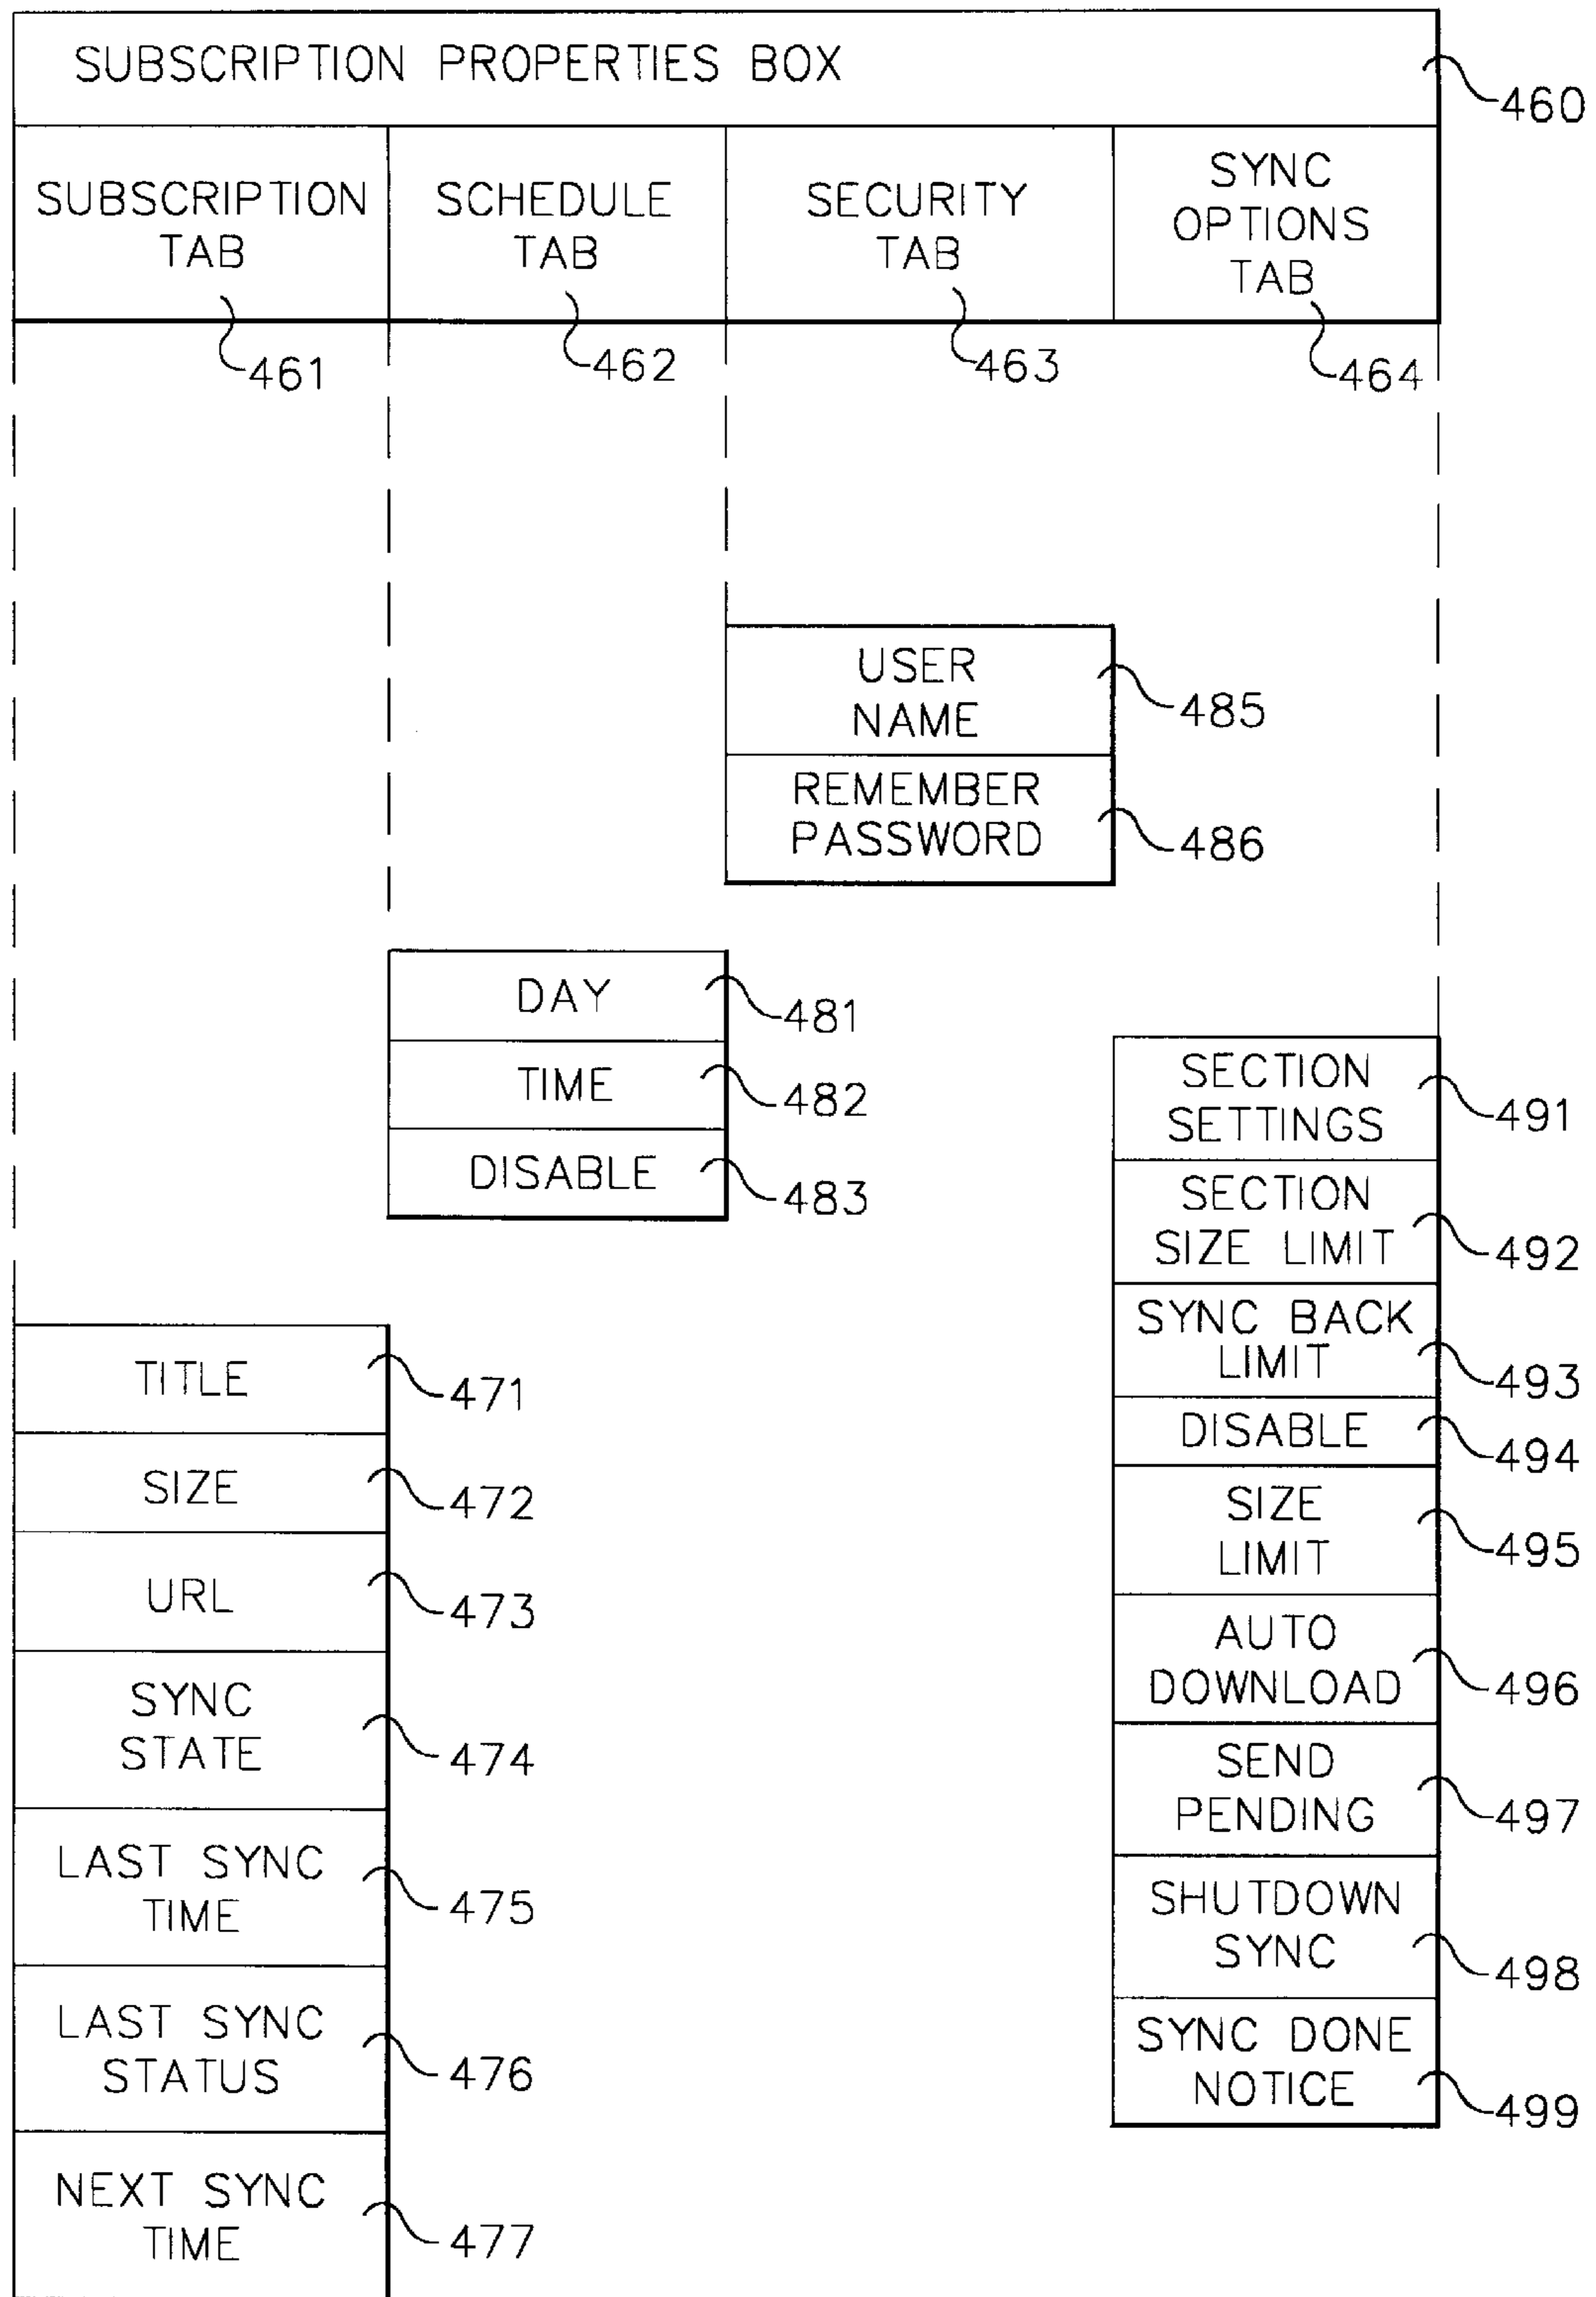 SUBSCRIPTION PROPERTIES BOX
460
SUBSCRIPTION
TAB
461
SCHEDULE
TAB
462
SECURITY
TAB
463
SYNC
OPTIONS
TAB
464
USER
NAME
485
REMEMBER
PASSWORD
486
DAY
481
TIME
482
DISABLE
483
TITLE
471
SIZE
472
URL
473
SYNC
STATE
474
LAST SYNC
TIME
475
LAST SYNC
STATUS
476
NEXT SYNC
TIME
477
SECTION
SETTINGS
491
SECTION
SIZE LIMIT
492
SYNC BACK
LIMIT
493
DISABLE
494
SIZE
LIMIT
495
AUTO
DOWNLOAD
496
SEND
PENDING
497
SHUTDOWN
SYNC
498
SYNC DONE
NOTICE
499